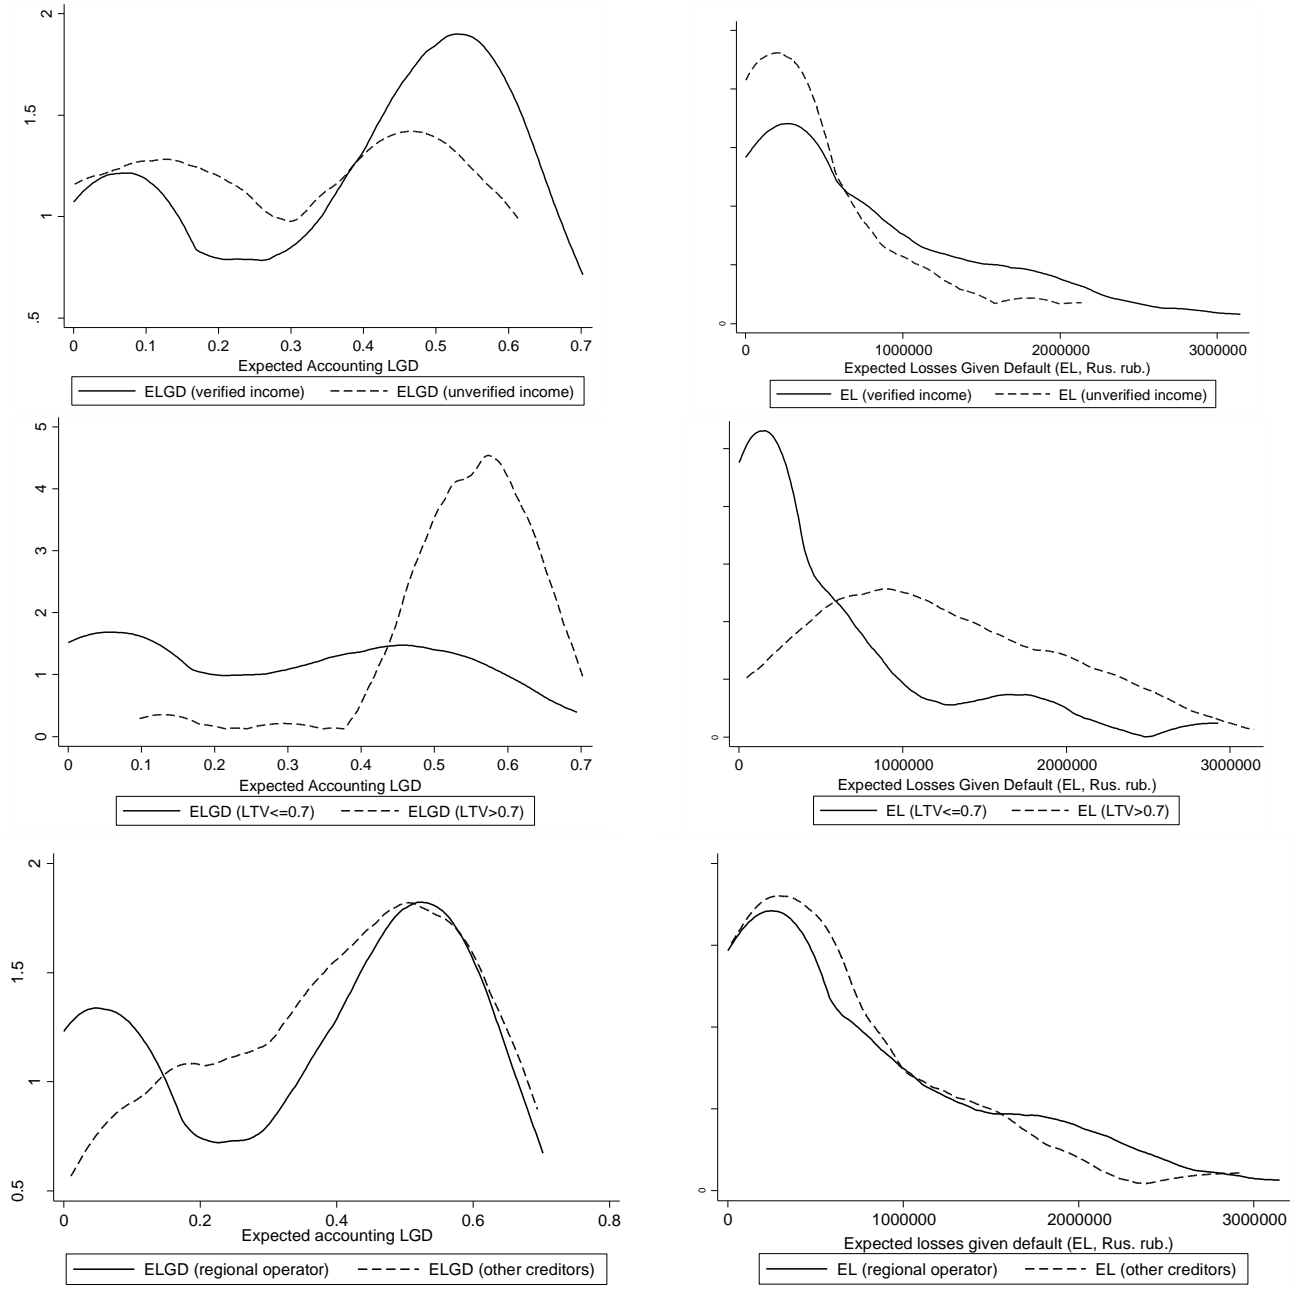 2
1.5
1
.5
0 0.1 0.2 0.3 0.4 0.5 0.6 0.7
Expected Accounting LGD
ELGD (verified income) ELGD (unverified income)
0
0 1000000 2000000 3000000
Expected Losses Given Default (EL, Rus. rub.)
EL (verified income) EL (unverified income)
5
4
3
2
1
0
0 0.1 0.2 0.3 0.4 0.5 0.6 0.7
Expected Accounting LGD
ELGD (LTV<=0.7) ELGD (LTV>0.7)
0
0 1000000 2000000 3000000
Expected Losses Given Default (EL, Rus. rub.)
EL (LTV<=0.7) EL (LTV>0.7)
2
1.5
1
0.5
0 0.2 0.4 0.6 0.8
Expected accounting LGD
ELGD (regional operator) ELGD (other creditors)
0
0 1000000 2000000 3000000
Expected losses given default (EL, Rus. rub.)
EL (regional operator) EL (other creditors)